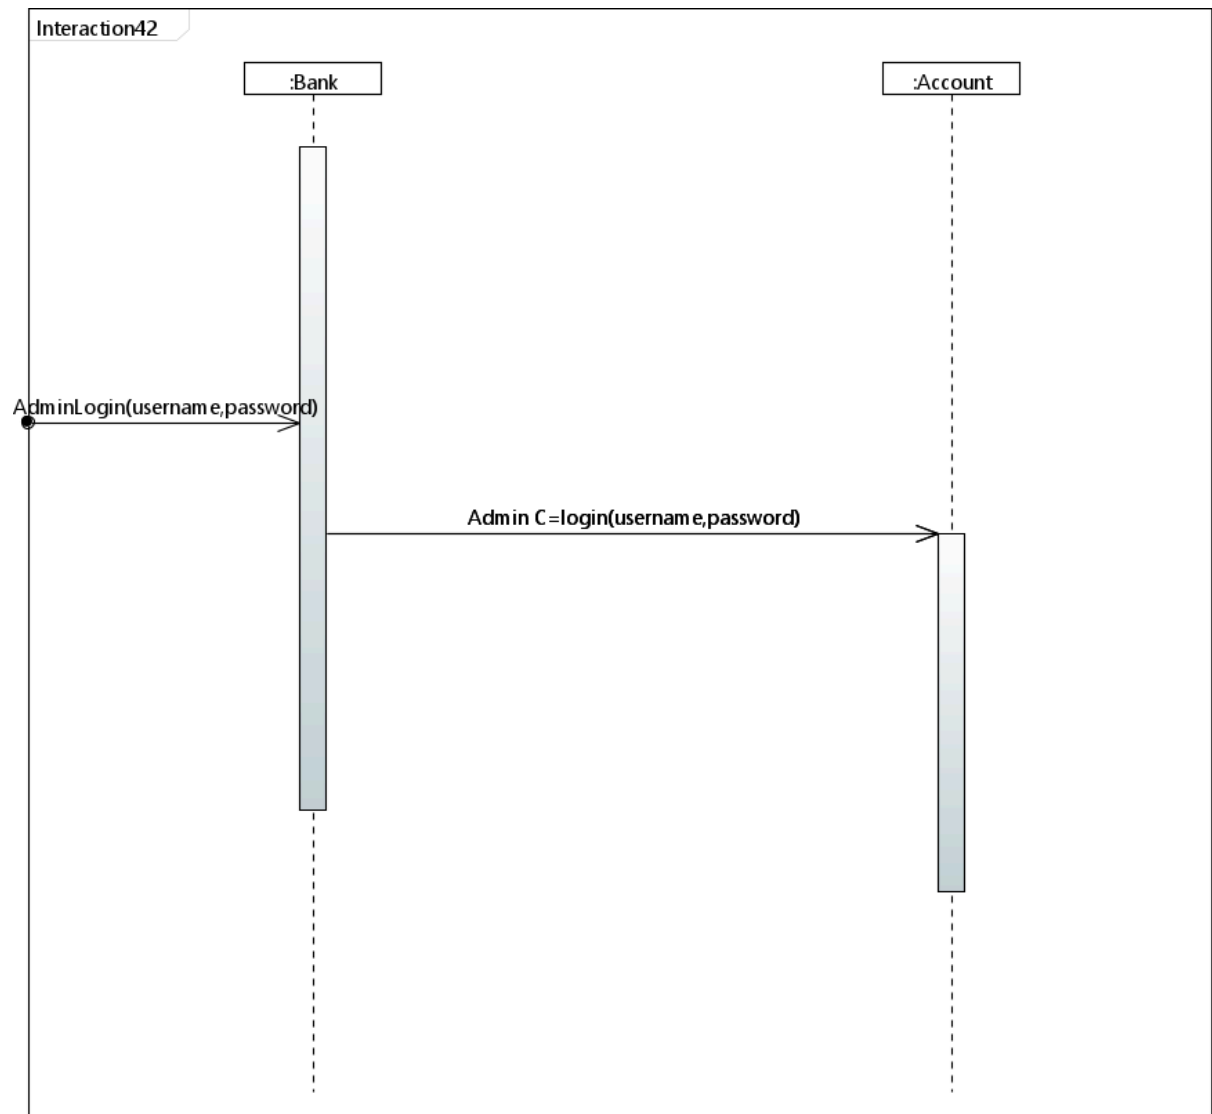 Interaction42
:Bank
:Account
AdminLogin(username,password)
Admin C=login(username,password)